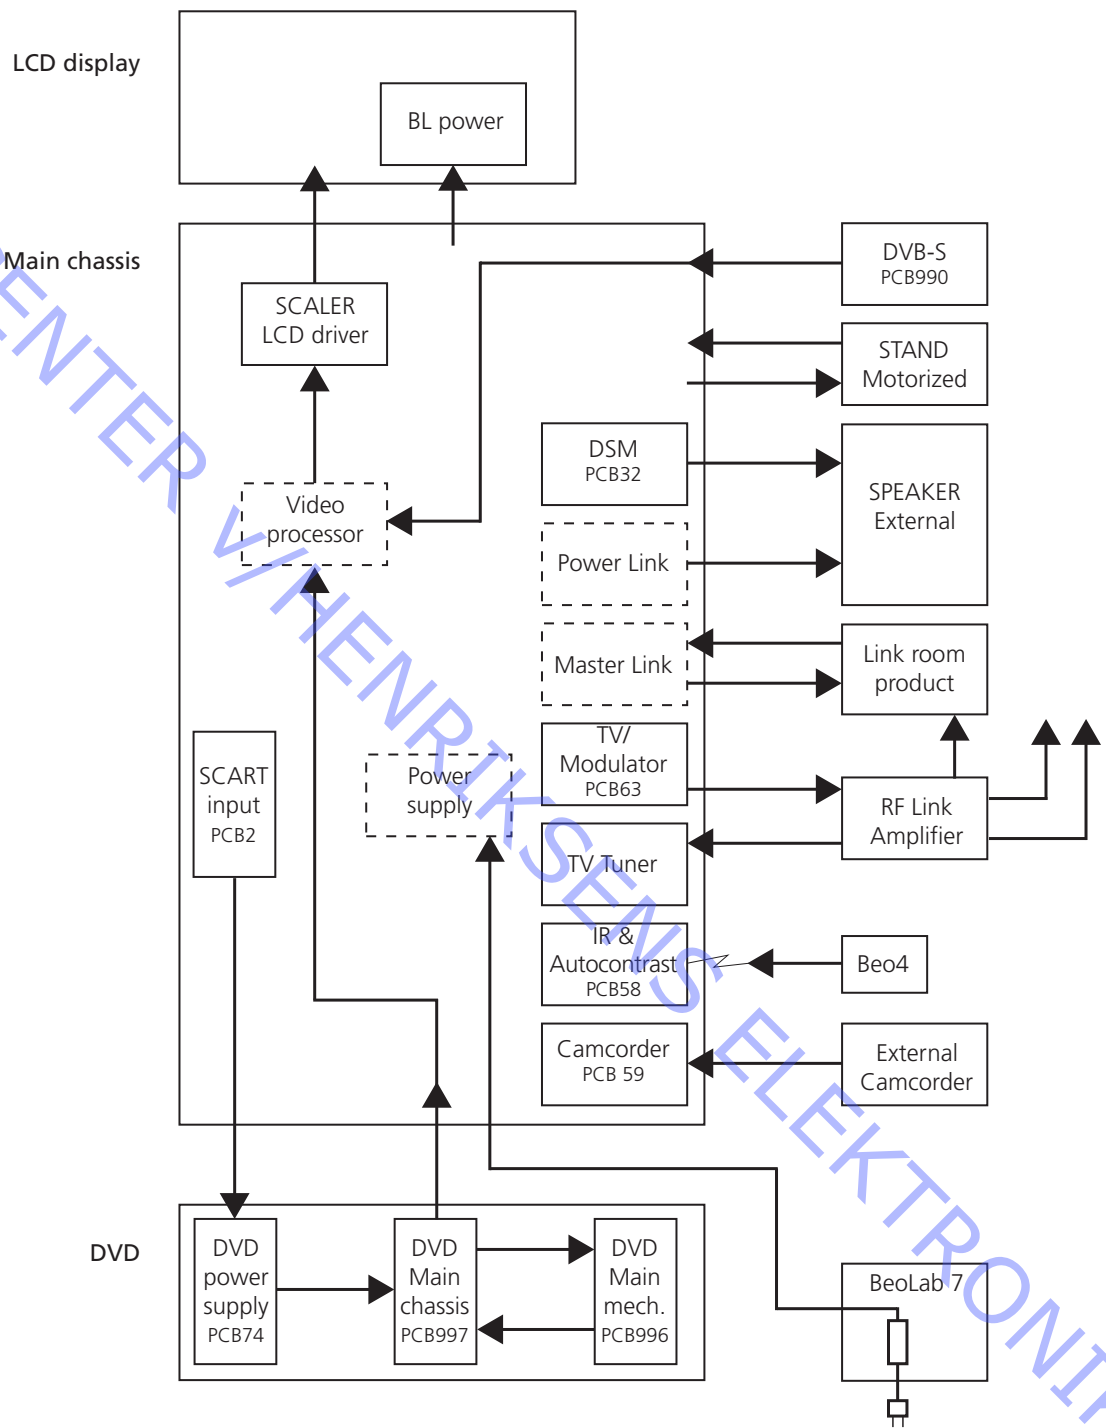 LCD display
BL power
Main chassis
SCALER
LCD driver
DVB-S
PCB990
STAND
Motorized
DSM
PCB32
SPEAKER
External
Video
processor
Power Link
Master Link
Link room
product
TV/
Modulator
PCB63
SCART
input
PCB2
Power
supply
RF Link
Amplifier
TV Tuner
IR &
Autocontrast
PCB58
Beo4
Camcorder
PCB 59
External
Camcorder
DVD
DVD
power
supply
PCB74
DVD
Main
chassis
PCB997
DVD
Main
mech.
PCB996
BeoLab 7
ENTER v/HENRIKSENS ELEKTRONIK